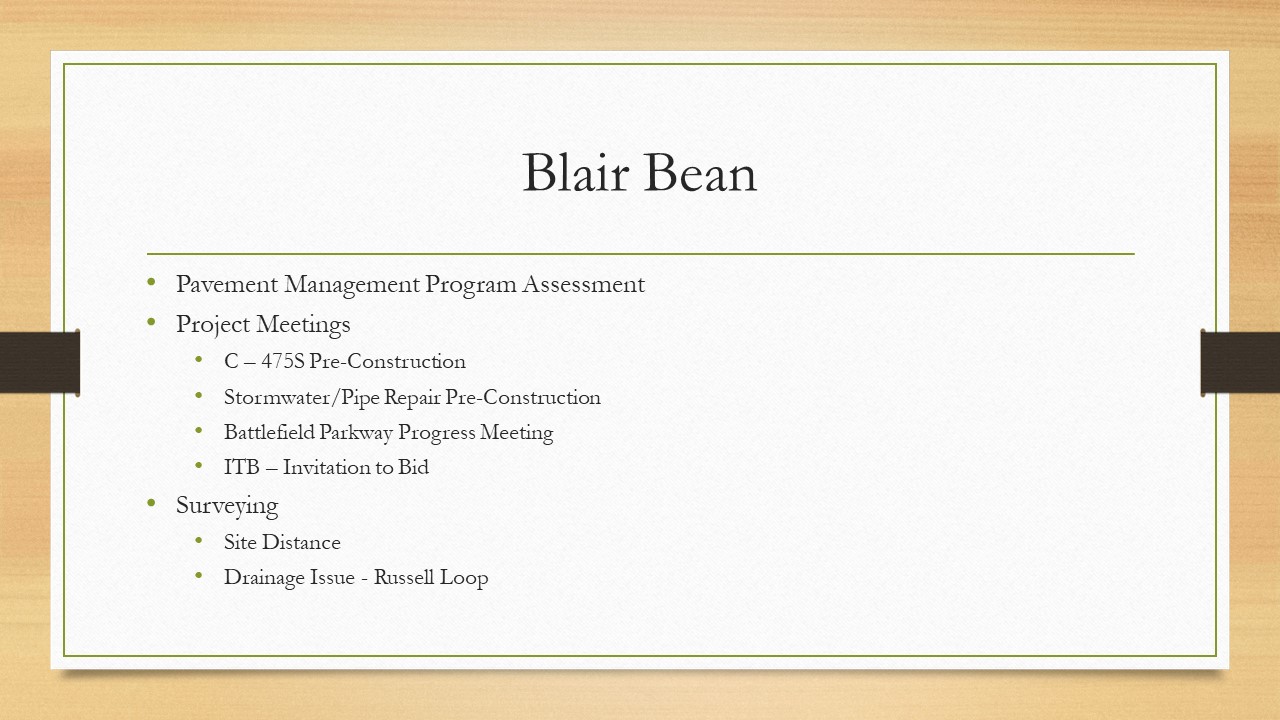 Blair Bean
• Pavement Management Program Assessment
• Project Meetings
• C – 475S Pre-Construction
• Stormwater/Pipe Repair Pre-Construction
• Battlefield Parkway Progress Meeting
• ITB – Invitation to Bid
• Surveying
• Site Distance
• Drainage Issue - Russell Loop